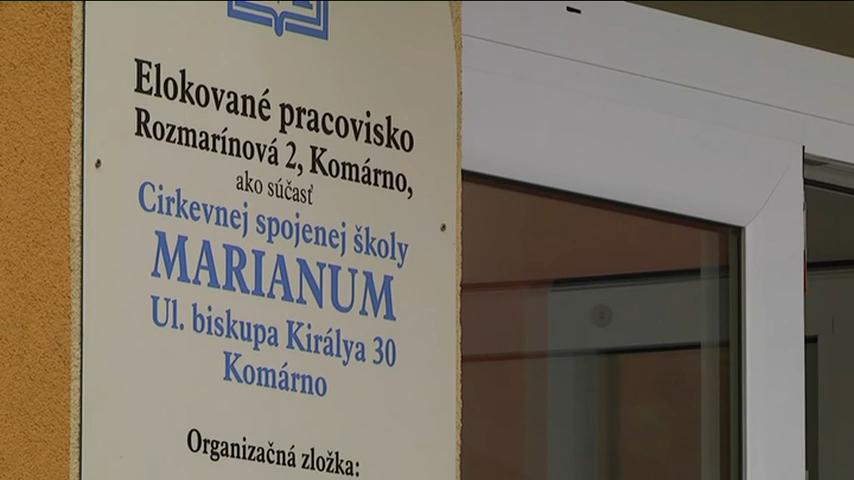 Elokované pracovisko
Rozmarínová 2, Komárno,
ako súčasť
Cirkevnej spojenej školy
MARIANUM
Ul. biskupa Királya 30
Komárno
Organizačná zložka: